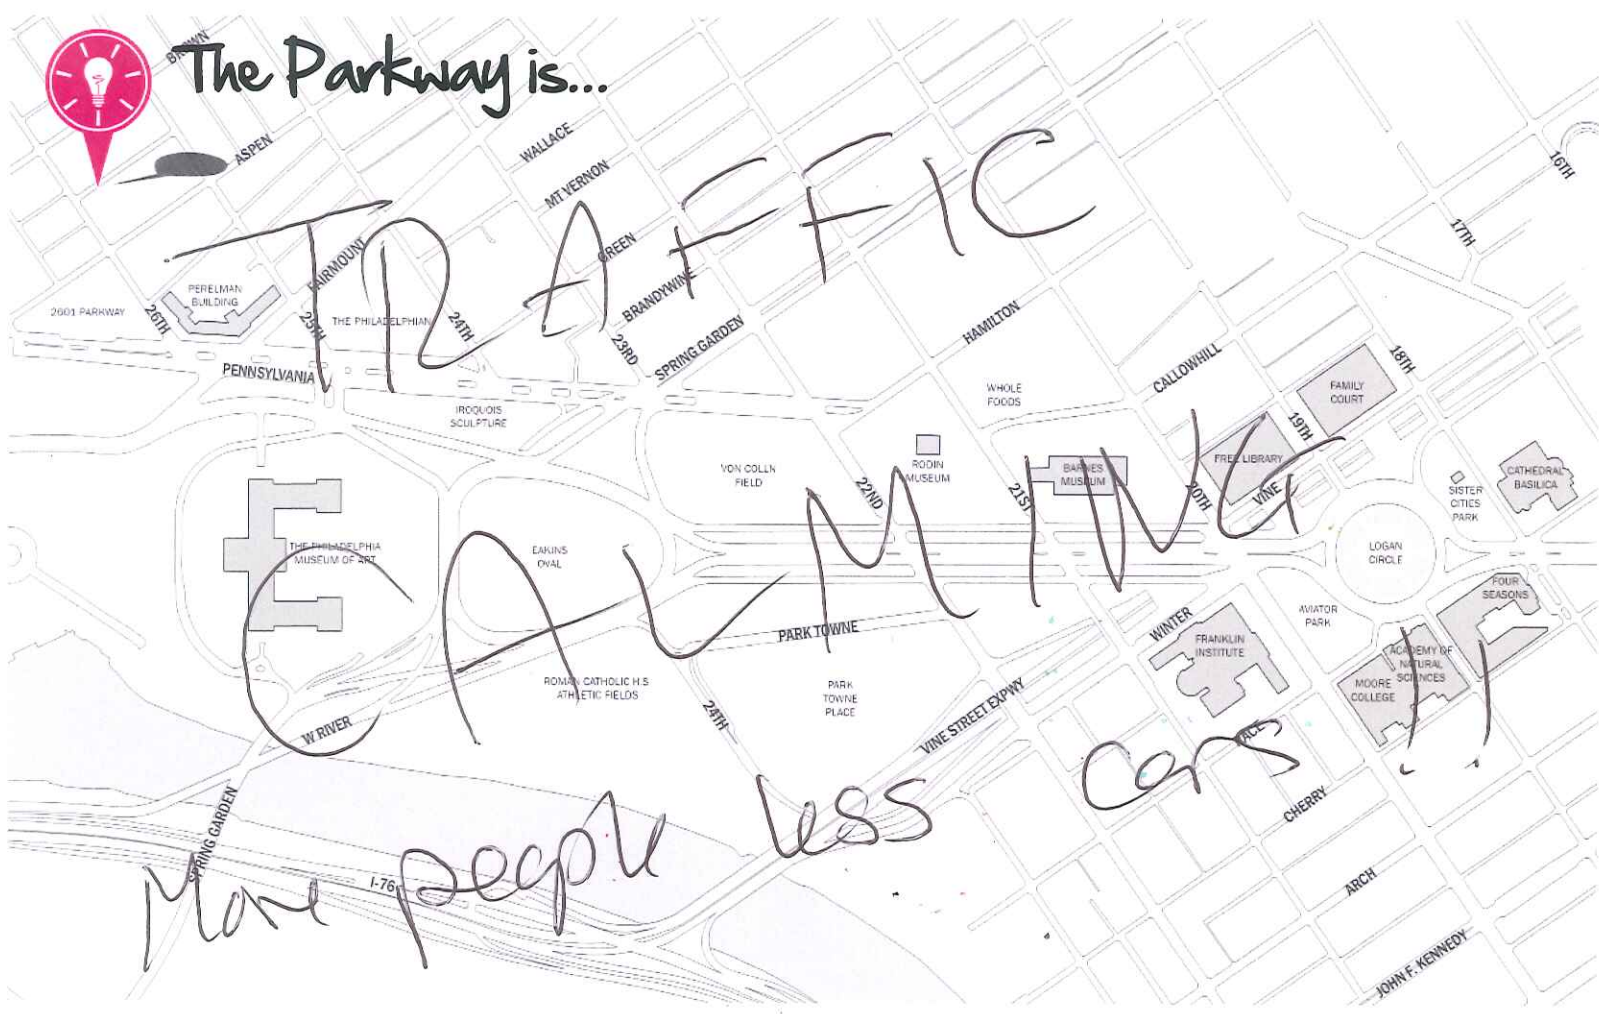 The Parkway is...
BROWN
ASPEN
WALLACE
MT VERNON
16TH
TRAFFIC
17TH
GREEN
FAIRMOUNT
PERELMAN
BUILDING
BRANDYWINE
2601 PARKWAY
26TH
25TH
THE PHILADELPHIAN
24TH
23RD
SPRING GARDEN
HAMILTON
CALLOWHILL
18TH
PENNSYLVANIA
WHOLE
FOODS
FAMILY
COURT
IROQUOIS
SCULPTURE
19TH
VON COLLN
FIELD
RODIN
MUSEUM
BARNES
MUSEUM
FREE LIBRARY
CATHEDRAL
BASILICA
22ND
21ST
20TH
VINE
SISTER
CITIES
PARK
THE PHILADELPHIA
MUSEUM OF ART
EAKINS
OVAL
LOGAN
CIRCLE
CALMING
FOUR
SEASONS
PARK TOWNE
WINTER
AVIATOR
PARK
FRANKLIN
INSTITUTE
ACADEMY OF
NATURAL
SCIENCES
MOORE
COLLEGE
ROMAN CATHOLIC H.S
ATHLETIC FIELDS
PARK
TOWNE
PLACE
24TH
W RIVER
VINE STREET EXPWY
RACE
SPRING GARDEN
CHERRY
More people less cars !!
I-76
ARCH
JOHN F. KENNEDY